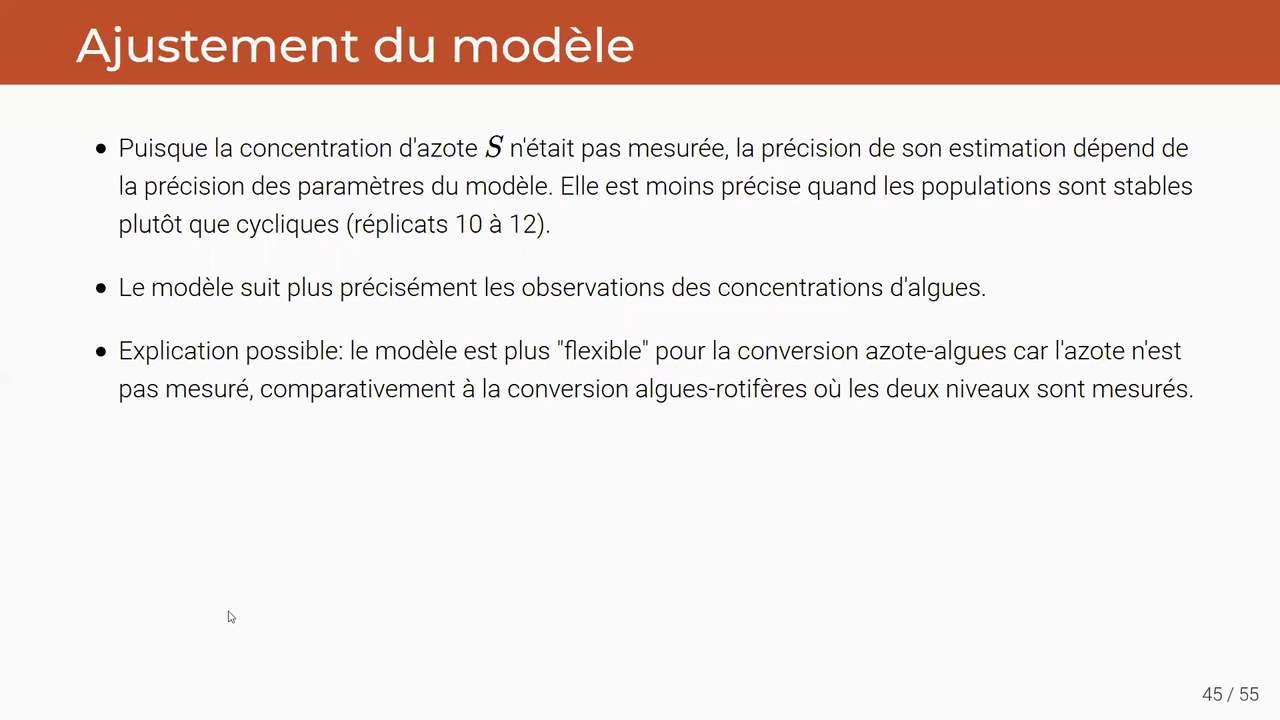 Ajustement du modèle
Puisque la concentration d'azote S n'était pas mesurée, la précision de son estimation dépend de
la précision des paramètres du modèle. Elle est moins précise quand les populations sont stables
plutôt que cycliques (réplicats 10 à 12).
Le modèle suit plus précisément les observations des concentrations d'algues.
Explication possible: le modèle est plus "flexible" pour la conversion azote-algues car l'azote n'est
pas mesuré, comparativement à la conversion algues-rotifères où les deux niveaux sont mesurés.
45 / 55